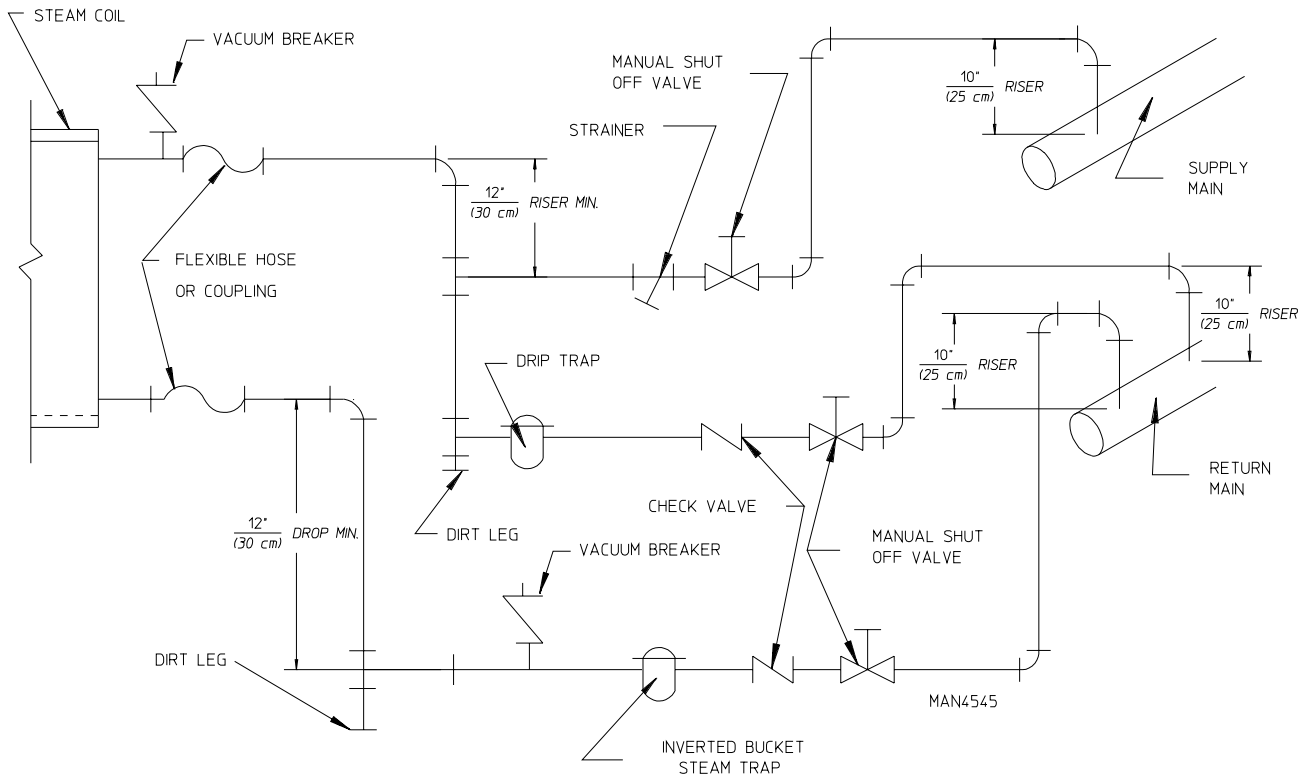 STEAM COIL
VACUUM BREAKER
MANUAL SHUT
OFF VALVE
10"
(25 cm) RISER
STRAINER
SUPPLY
MAIN
12"
(30 cm) RISER MIN.
FLEXIBLE HOSE
OR COUPLING
10"
(25 cm) RISER
10"
(25 cm) RISER
DRIP TRAP
RETURN
MAIN
CHECK VALVE
12"
(30 cm) DROP MIN.
DIRT LEG
MANUAL SHUT
OFF VALVE
VACUUM BREAKER
DIRT LEG
MAN4545
INVERTED BUCKET
STEAM TRAP